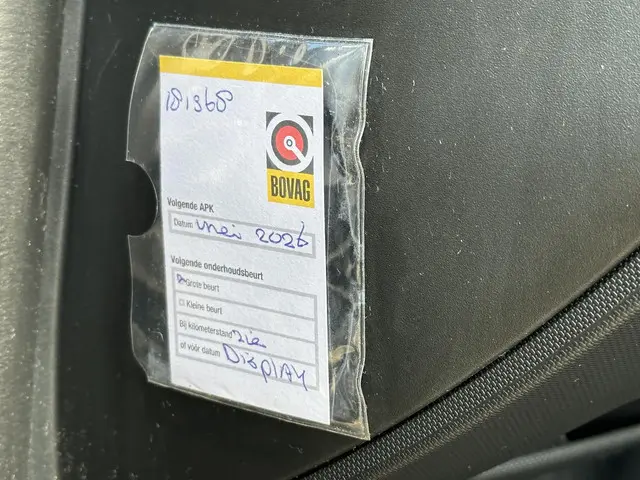 181368
BOVAG
Volgende APK
Datum mei 2026
Volgende onderhoudsbeurt
Grote beurt
Kleine beurt
Bij kilometerstand zie
of vóór datum DISPLAY